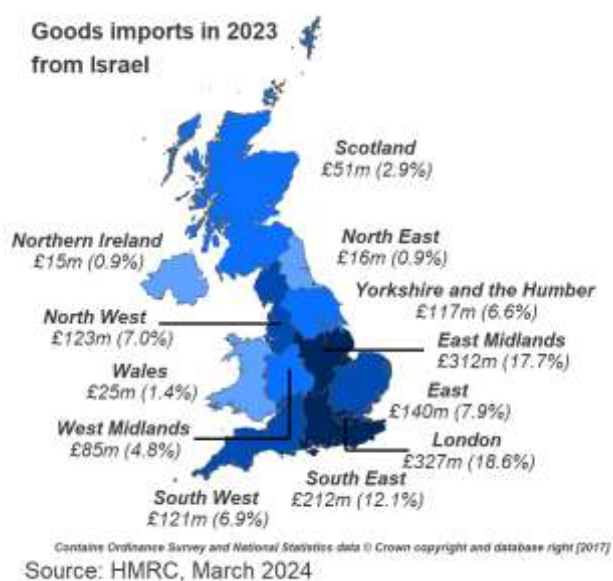 Goods imports in 2023
from Israel
Scotland
£51m (2.9%)
Northern Ireland
£15m (0.9%)
North East
£16m (0.9%)
Yorkshire and the Humber
£117m (6.6%)
North West
£123m (7.0%)
East Midlands
£312m (17.7%)
Wales
£25m (1.4%)
East
£140m (7.9%)
West Midlands
£85m (4.8%)
London
£327m (18.6%)
South East
£212m (12.1%)
South West
£121m (6.9%)
Contains Ordinance Survey and National Statistics data © Crown copyright and database right [2017]
Source: HMRC, March 2024